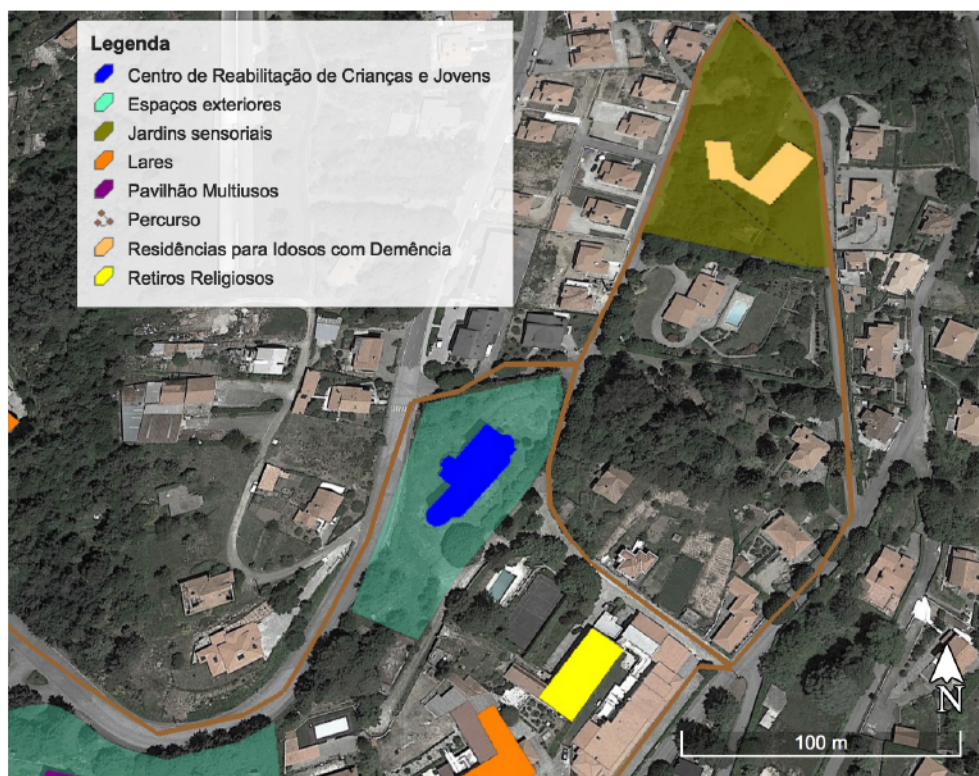 Legenda
Centro de Reabilitação de Crianças e Jovens
Espaços exteriores
Jardins sensoriais
Lares
Pavilhão Multiusos
Percurso
Residências para Idosos com Demência
Retiros Religiosos
N
100 m